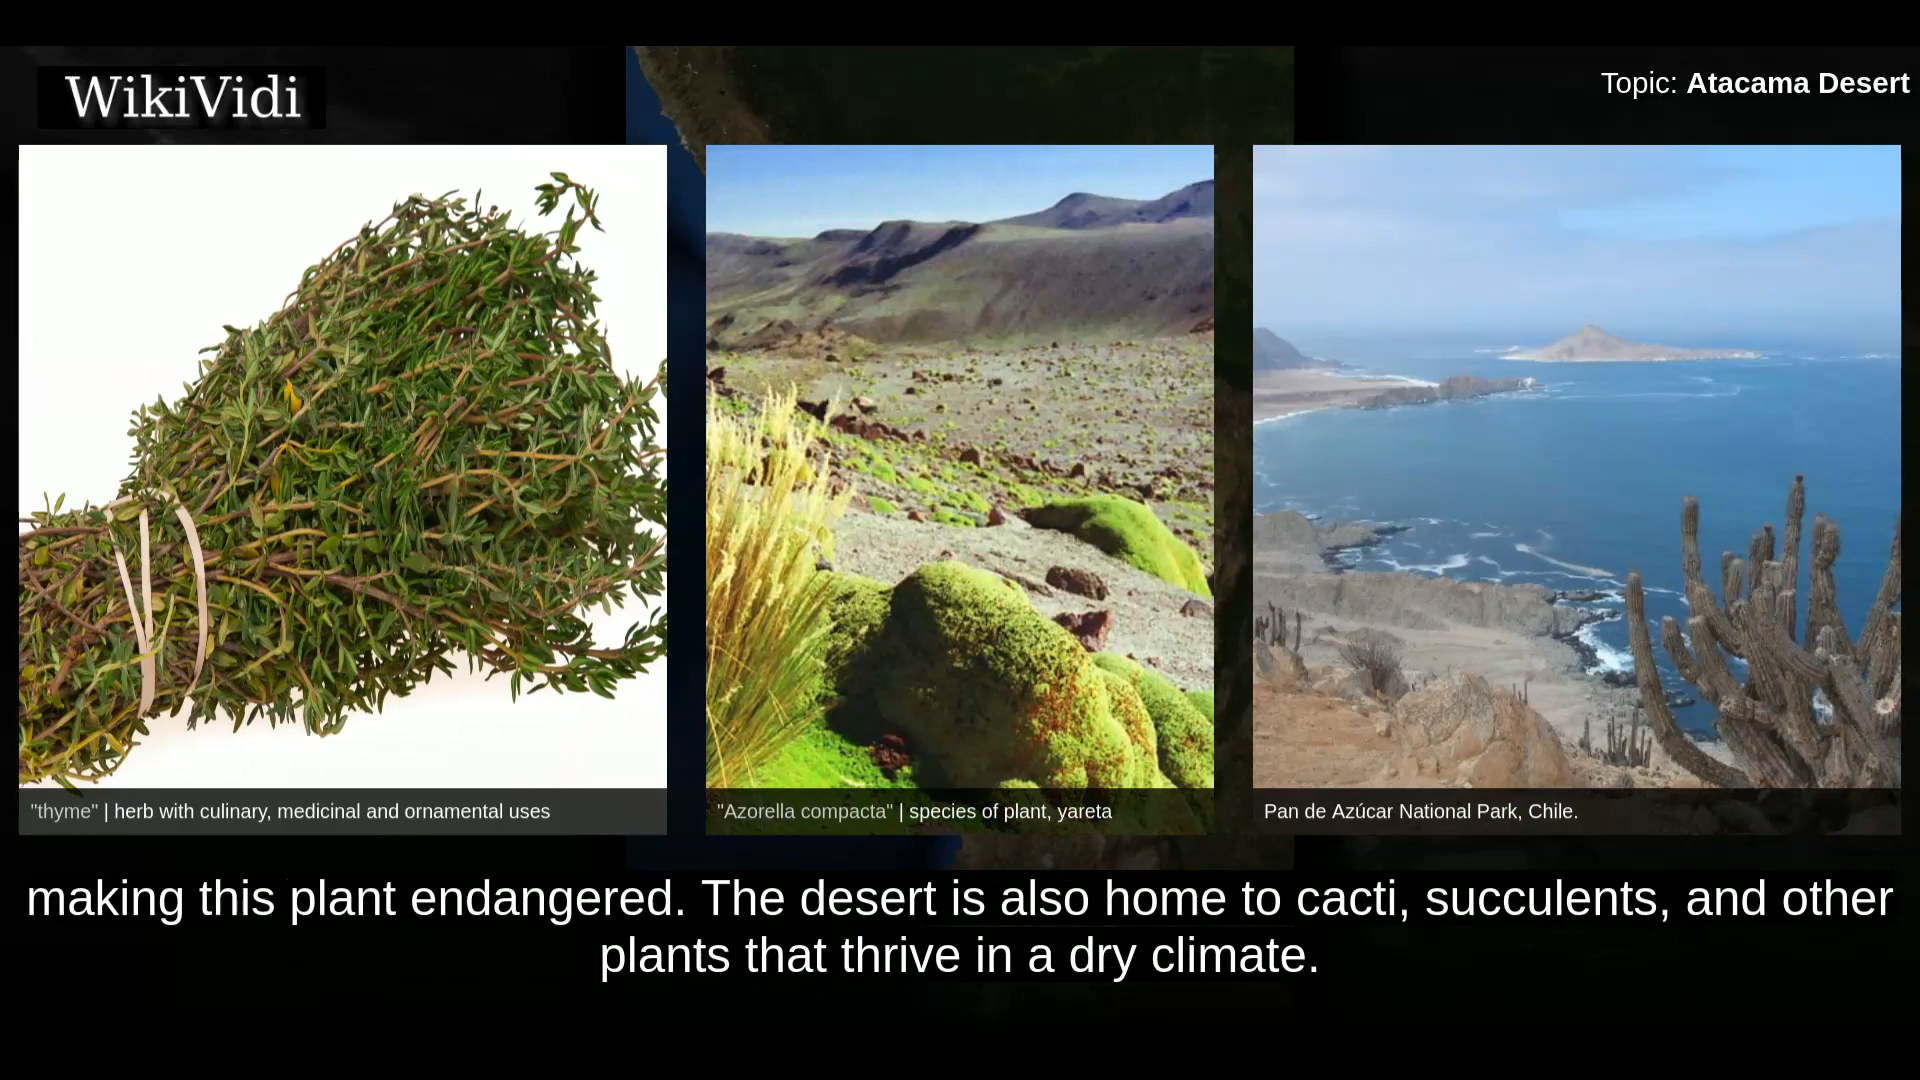 WikiVidi
Topic: Atacama Desert
"thyme" | herb with culinary, medicinal and ornamental uses
"Azorella compacta" | species of plant, yareta
Pan de Azúcar National Park, Chile.
making this plant endangered. The desert is also home to cacti, succulents, and other
plants that thrive in a dry climate.